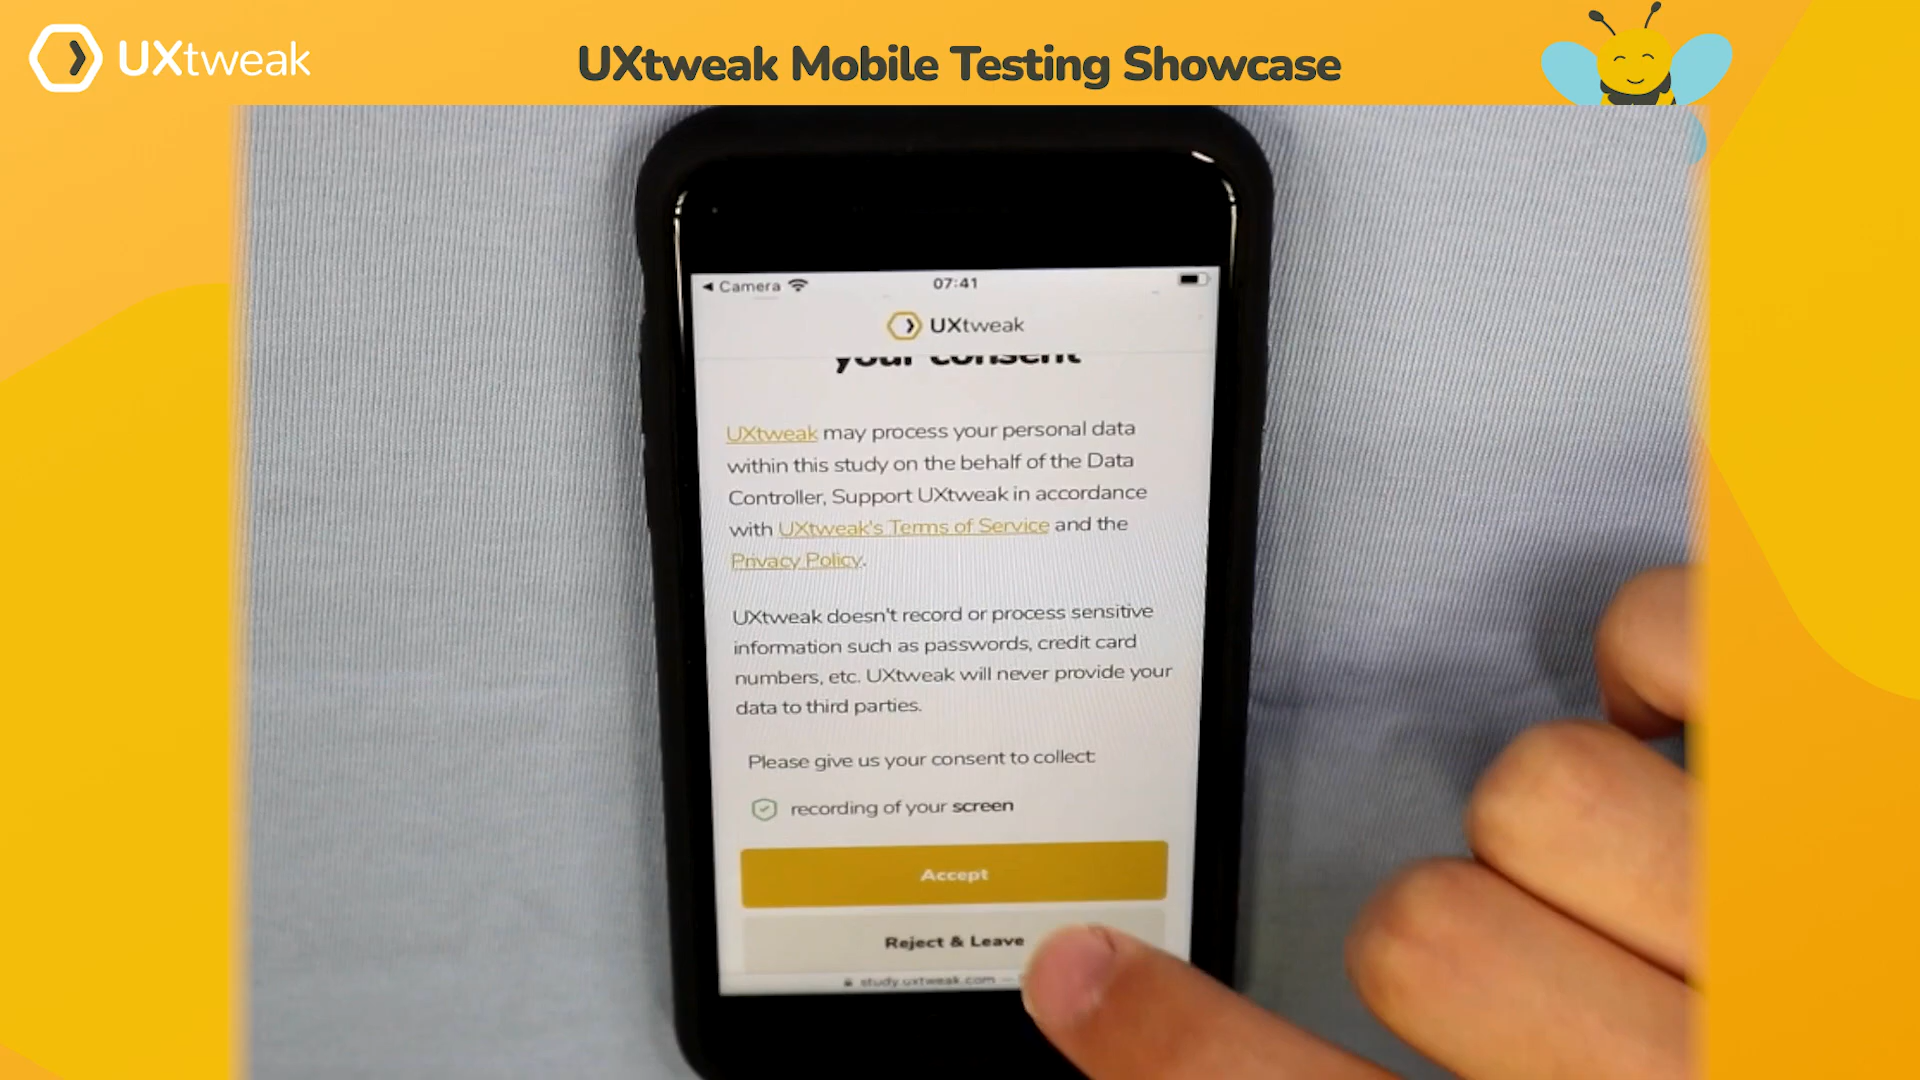 UXtweak
UXtweak Mobile Testing Showcase
Camera
07:41
UXtweak
your consent
UXtweak may process your personal data
within this study on the behalf of the Data
Controller, Support UXtweak in accordance
with UXtweak's Terms of Service and the
Privacy Policy.
UXtweak doesn't record or process sensitive
information such as passwords, credit card
numbers, etc. UXtweak will never provide your
data to third parties.
Please give us your consent to collect:
recording of your screen
Accept
Reject & Leave
study.uxtweak.com —